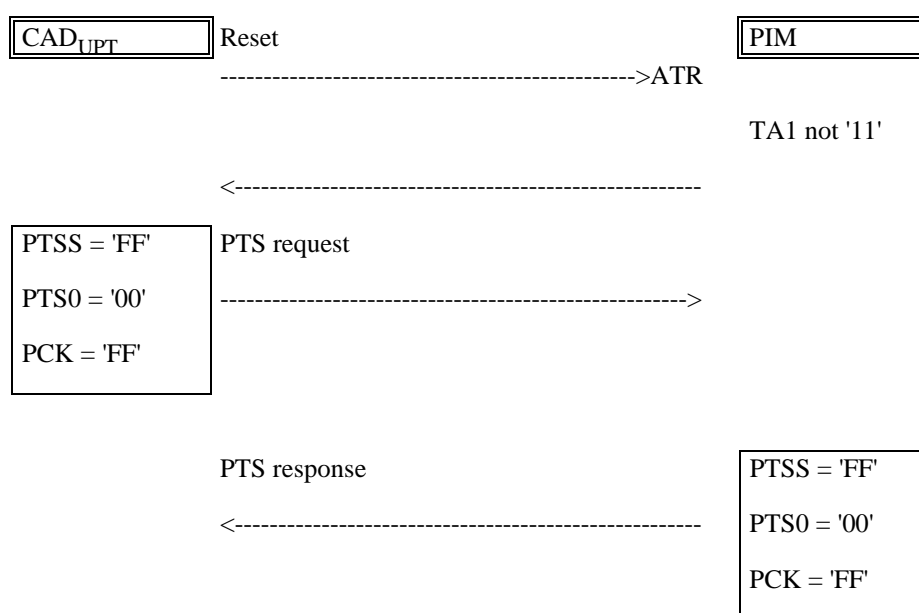 CADUPT Reset PIM
----------------------------------------------->ATR
TA1 not '11'
<-----------------------------------------------------
PTSS = 'FF' PTS request
PTS0 = '00' ----------------------------------------------------->
PCK = 'FF'
PTS response PTSS = 'FF'
<----------------------------------------------------- PTS0 = '00'
PCK = 'FF'